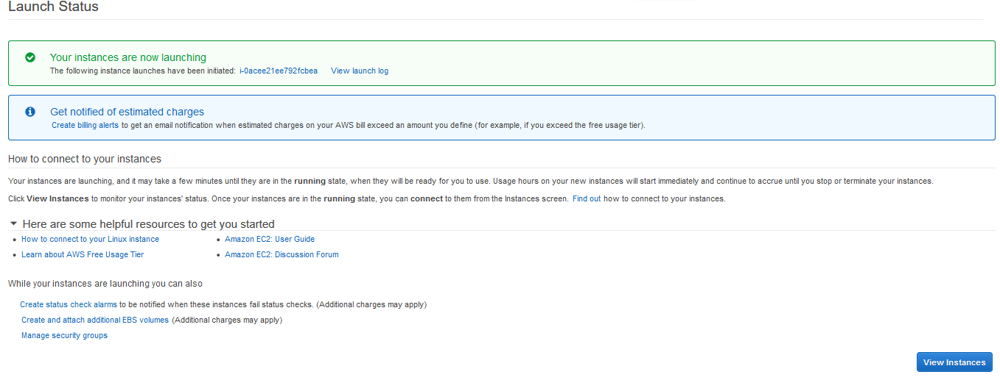 Launch Status
Your instances are now launching
The following instance launches have been initiated: i-0acee21ee792fcbea View launch log
Get notified of estimated charges
Create billing alerts to get an email notification when estimated charges on your AWS bill exceed an amount you define (for example, if you exceed the free usage tier).
How to connect to your instances
Your instances are launching, and it may take a few minutes until they are in the running state, when they will be ready for you to use. Usage hours on your new instances will start immediately and continue to accrue until you stop or terminate your instances.
Click View Instances to monitor your instances' status. Once your instances are in the running state, you can connect to them from the Instances screen. Find out how to connect to your instances.
Here are some helpful resources to get you started
How to connect to your Linux instance
Amazon EC2: User Guide
Learn about AWS Free Usage Tier
Amazon EC2: Discussion Forum
While your instances are launching you can also
Create status check alarms to be notified when these instances fail status checks. (Additional charges may apply)
Create and attach additional EBS volumes (Additional charges may apply)
Manage security groups
View Instances